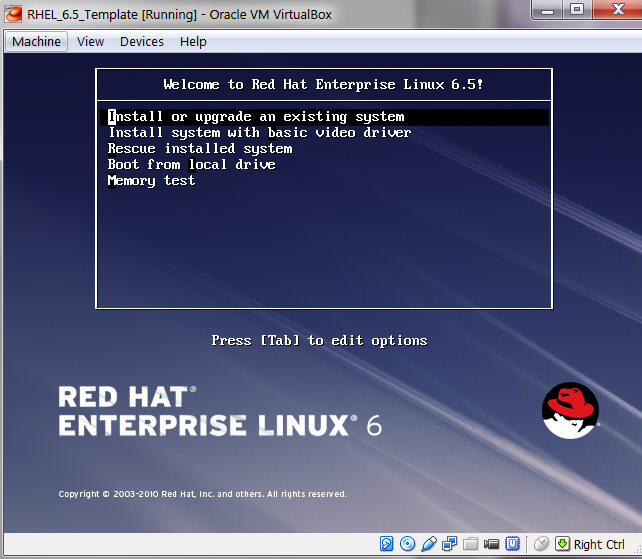 RHEL_6.5_Template [Running] - Oracle VM VirtualBox
Machine View Devices Help
Welcome to Red Hat Enterprise Linux 6.5!
Install or upgrade an existing system
Install system with basic video driver
Rescue installed system
Boot from local drive
Memory test
Press [Tab] to edit options
RED HAT®
ENTERPRISE LINUX® 6
Copyright © 2003-2010 Red Hat, Inc. and others. All rights reserved.
Right Ctrl